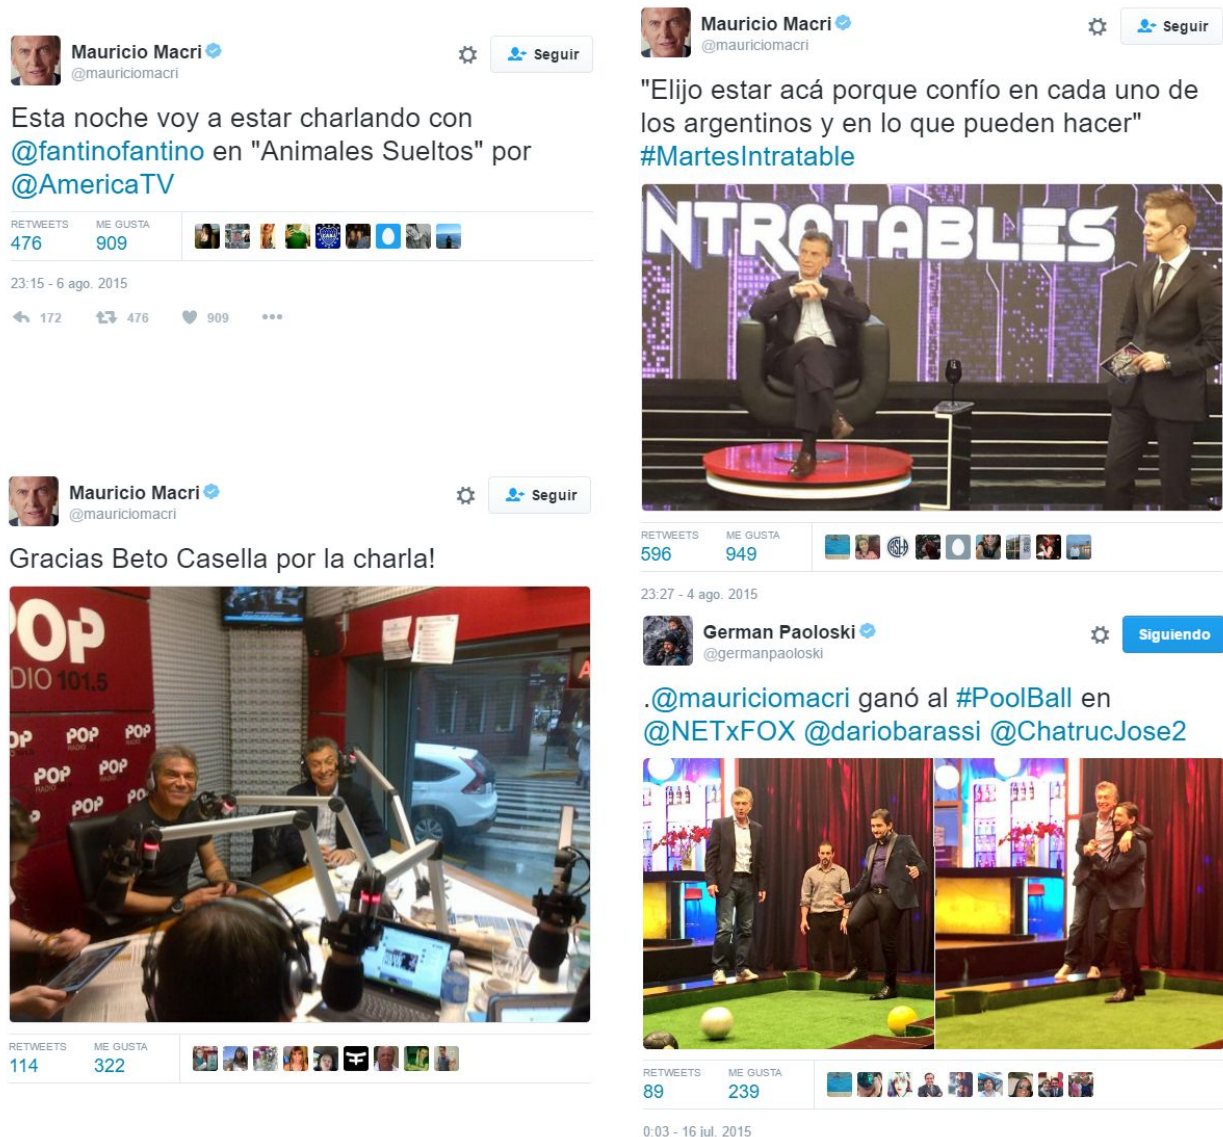 Mauricio Macri
@mauriciomacri
Seguir
Esta noche voy a estar charlando con
@fantinofantino en "Animales Sueltos" por
@AmericaTV
RETWEETS ME GUSTA
476 909
23:15 - 6 ago. 2015
172 476 909
Mauricio Macri
@mauriciomacri
Seguir
Gracias Beto Casella por la charla!
POP
RADIO 101.5
POP
POP
POP
POP
POP
RETWEETS ME GUSTA
114 322
Mauricio Macri
@mauriciomacri
Seguir
"Elijo estar acá porque confío en cada uno de
los argentinos y en lo que pueden hacer"
#MartesIntratable
NTRATABLES
RETWEETS ME GUSTA
596 949
23:27 - 4 ago. 2015
German Paoloski
@germanpaoloski
Siguiendo
.@mauriciomacri ganó al #PoolBall en
@NETxFOX @dariobarassi @ChatrucJose2
RETWEETS ME GUSTA
89 239
0:03 - 16 jul. 2015